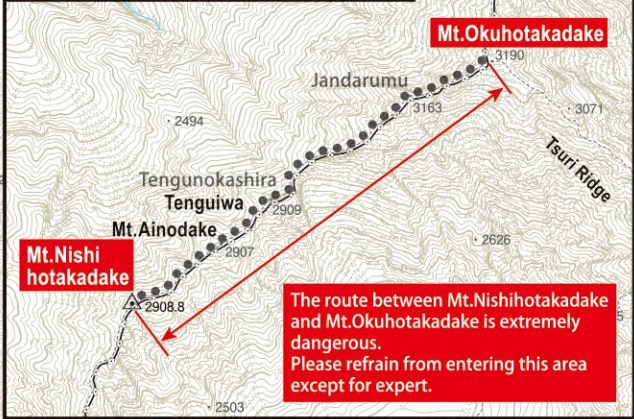 Mt.Okuhotakadake
3190
Jandarumu
3163
3071
2494
Tsuri Ridge
Tengunokashira
Tenguiwa
2909
Mt.Ainodake
2907
2626
Mt.Nishi
hotakadake
2908.8
The route between Mt.Nishihotakadake
and Mt.Okuhotakadake is extremely
dangerous.
Please refrain from entering this area
except for expert.
2503